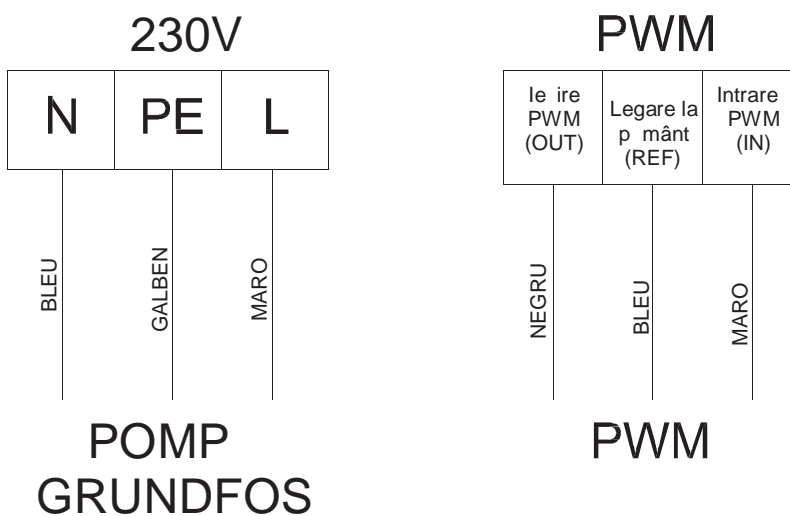 230V
N PE L
BLEU
GALBEN
MARO
POMP
GRUNDFOS
PWM
Ie ire
PWM
(OUT)
Legare la
p mânt
(REF)
Intrare
PWM
(IN)
NEGRU
BLEU
MARO
PWM